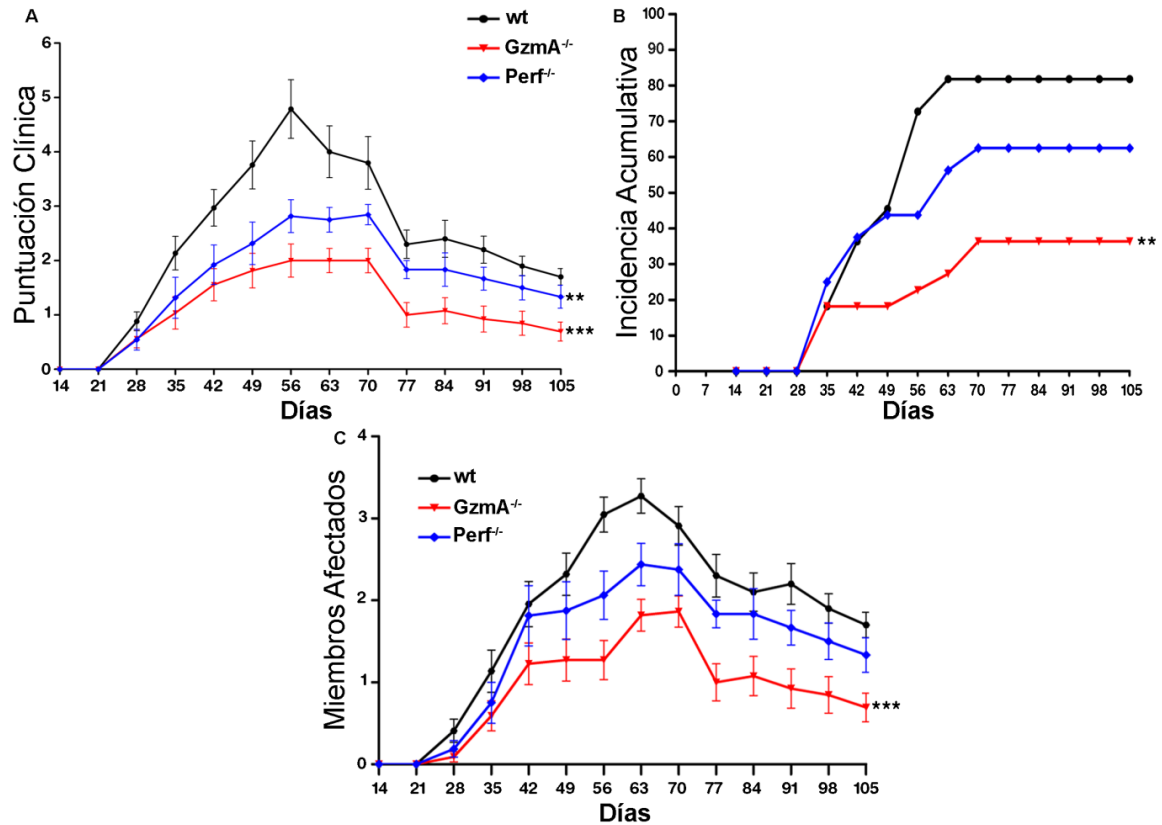 A
wt
GzmA-/-
Perf-/-
Puntuación Clínica
6
5
4
3
2
1
0
**
***
14 21 28 35 42 49 56 63 70 77 84 91 98 105
Días
B
Incidencia Acumulativa
100
90
80
70
60
50
40
30
20
10
0
**
0 7 14 21 28 35 42 49 56 63 70 77 84 91 98 105
Días
C
wt
GzmA-/-
Perf-/-
Miembros Afectados
4
3
2
1
0
***
14 21 28 35 42 49 56 63 70 77 84 91 98 105
Días